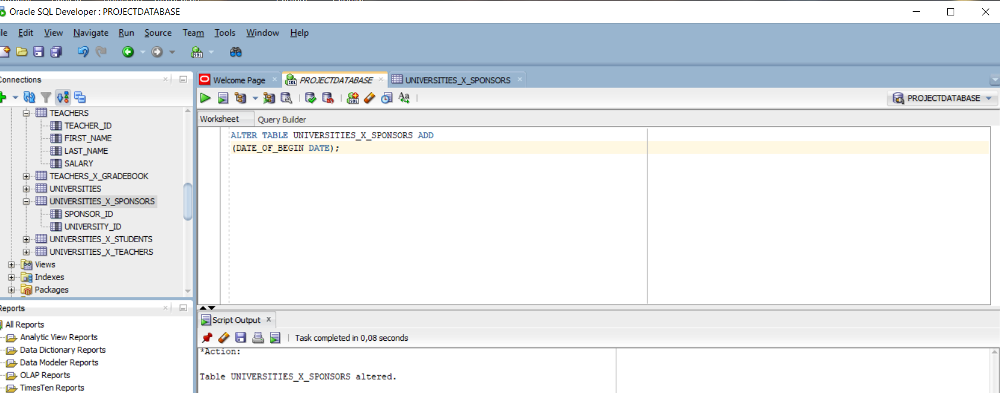 Oracle SQL Developer : PROJECTDATABASE
ile Edit View Navigate Run Source Team Tools Window Help
Connections
TEACHERS
TEACHER_ID
FIRST_NAME
LAST_NAME
SALARY
TEACHERS_X_GRADEBOOK
UNIVERSITIES
UNIVERSITIES_X_SPONSORS
SPONSOR_ID
UNIVERSITY_ID
UNIVERSITIES_X_STUDENTS
UNIVERSITIES_X_TEACHERS
Views
Indexes
Packages
Reports
All Reports
Analytic View Reports
Data Dictionary Reports
Data Modeler Reports
OLAP Reports
TimesTen Reports
Welcome Page PROJECTDATABASE UNIVERSITIES_X_SPONSORS
PROJECTDATABASE
Worksheet Query Builder
ALTER TABLE UNIVERSITIES_X_SPONSORS ADD
(DATE_OF_BEGIN DATE);
Script Output x
Task completed in 0,08 seconds
*Action:
Table UNIVERSITIES_X_SPONSORS altered.